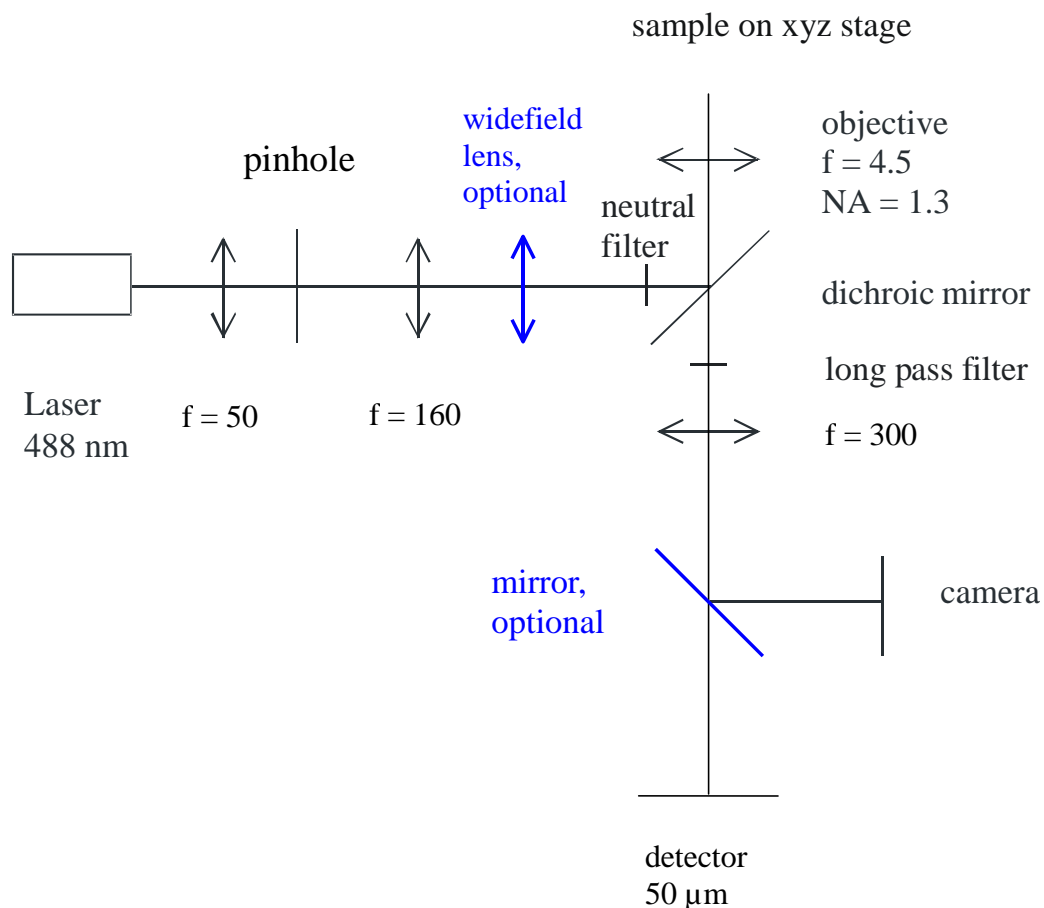 sample on xyz stage
widefield
lens,
optional
objective
f = 4.5
NA = 1.3
pinhole
neutral
filter
dichroic mirror
long pass filter
Laser
488 nm
f = 50
f = 160
f = 300
mirror,
optional
camera
detector
50 µm